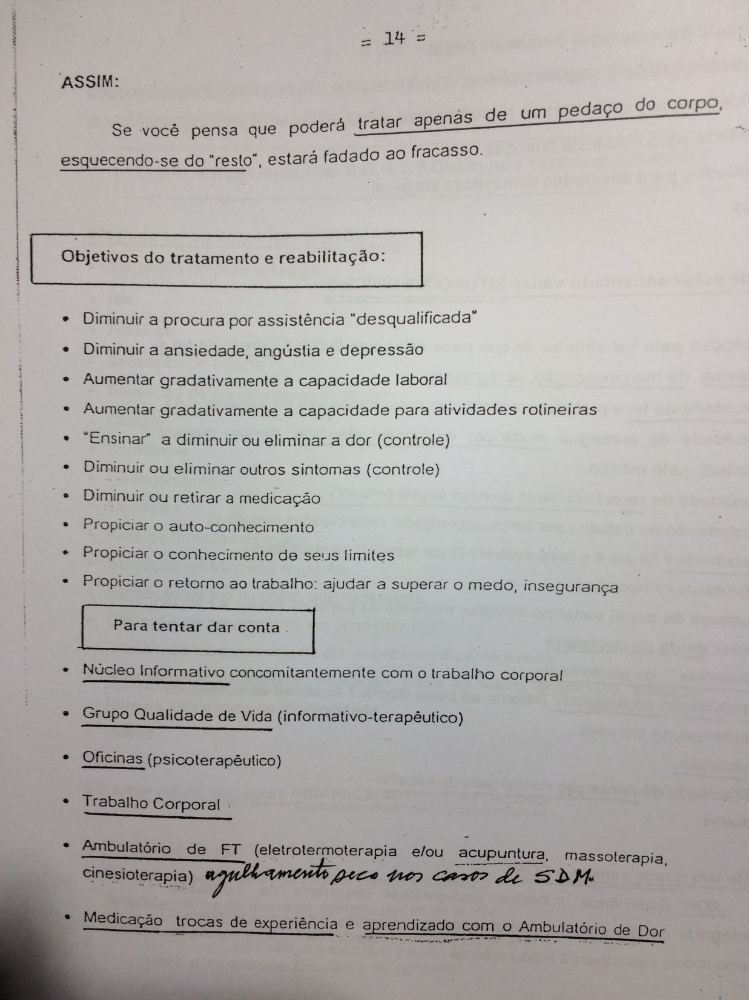 = 14 =
ASSIM:
Se você pensa que poderá tratar apenas de um pedaço do corpo,
esquecendo-se do "resto", estará fadado ao fracasso.
Objetivos do tratamento e reabilitação:
• Diminuir a procura por assistência "desqualificada"
• Diminuir a ansiedade, angústia e depressão
• Aumentar gradativamente a capacidade laboral
• Aumentar gradativamente a capacidade para atividades rotineiras
• "Ensinar" a diminuir ou eliminar a dor (controle)
• Diminuir ou eliminar outros sintomas (controle)
• Diminuir ou retirar a medicação
• Propiciar o auto-conhecimento
• Propiciar o conhecimento de seus limites
• Propiciar o retorno ao trabalho: ajudar a superar o medo, insegurança
Para tentar dar conta
• Núcleo Informativo concomitantemente com o trabalho corporal
• Grupo Qualidade de Vida (informativo-terapêutico)
• Oficinas (psicoterapêutico)
• Trabalho Corporal
• Ambulatório de FT (eletrotermoterapia e/ou acupuntura, massoterapia,
cinesioterapia) agulhamento seco nos casos de SDM.
• Medicação trocas de experiência e aprendizado com o Ambulatório de Dor